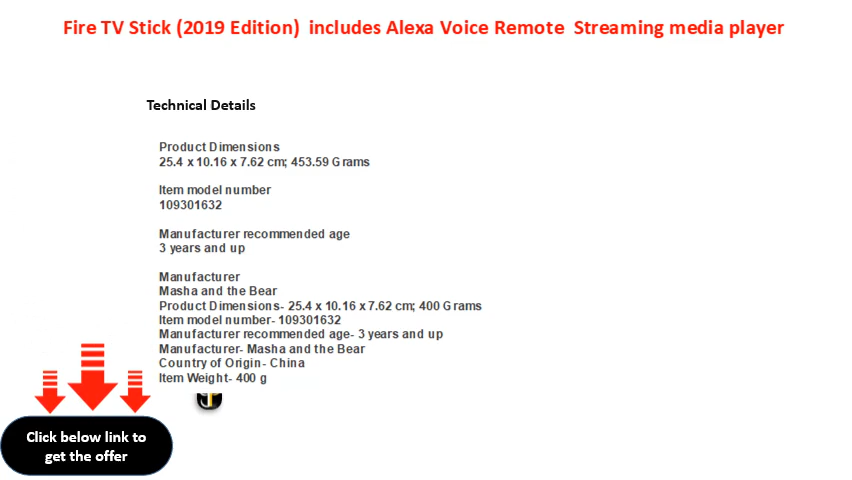 Fire TV Stick (2019 Edition)  includes Alexa Voice Remote  Streaming media player
Technical Details
Product Dimensions
25.4 x 10.16 x 7.62 cm; 453.59 Grams
Item model number
109301632
Manufacturer recommended age
3 years and up
Manufacturer
Masha and the Bear
Product Dimensions- 25.4 x 10.16 x 7.62 cm; 400 Grams
Item model number- 109301632
Manufacturer recommended age- 3 years and up
Manufacturer- Masha and the Bear
Country of Origin- China
Item Weight- 400 g
Click below link to
get the offer